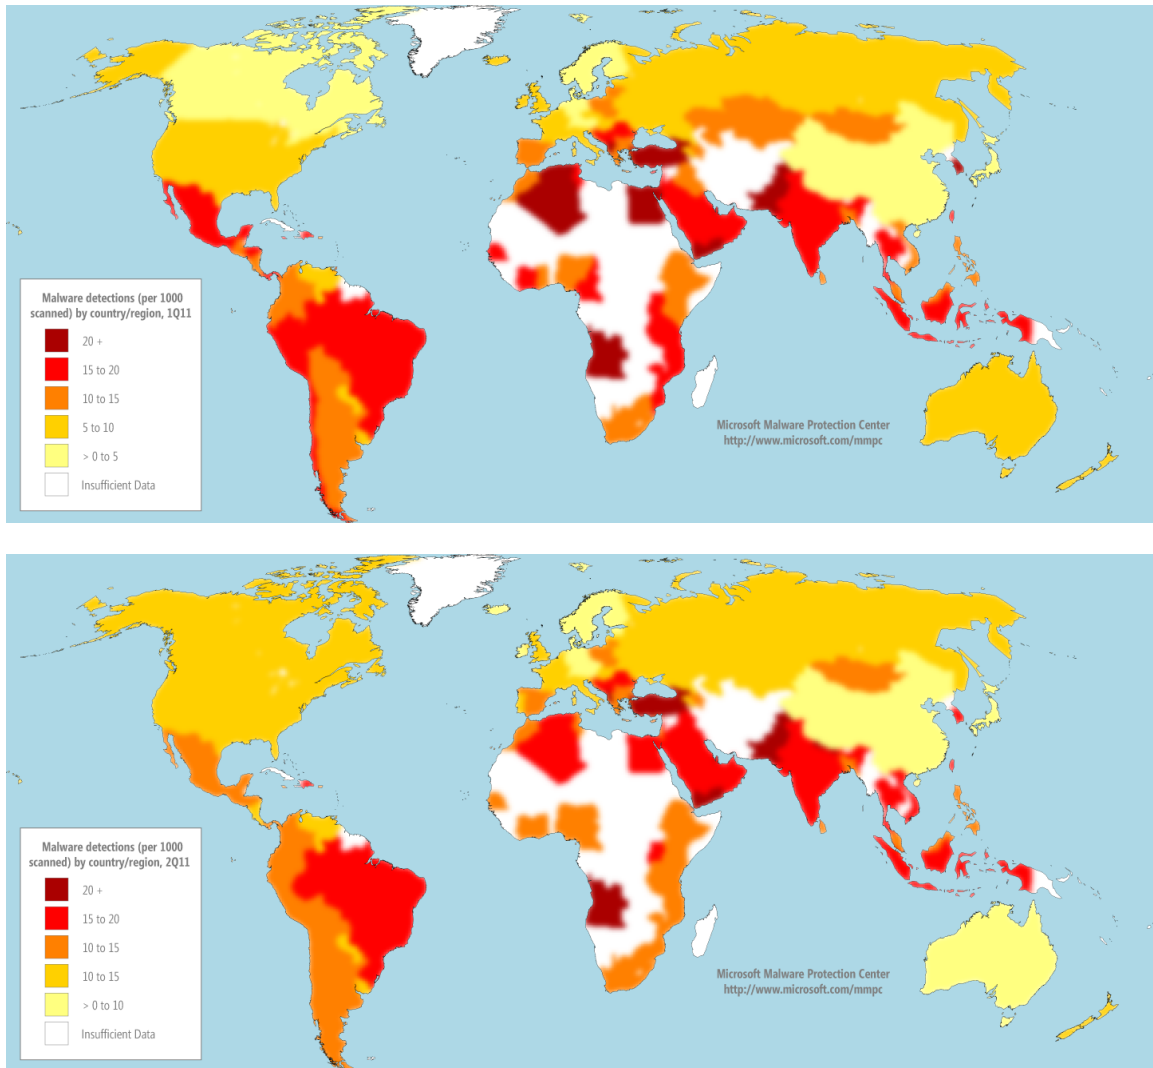 Malware detections (per 1000
scanned) by country/region, 1Q11
20 +
15 to 20
10 to 15
5 to 10
> 0 to 5
Insufficient Data
Microsoft Malware Protection Center
http://www.microsoft.com/mmpc
Malware detections (per 1000
scanned) by country/region, 2Q11
20 +
15 to 20
10 to 15
10 to 15
> 0 to 10
Insufficient Data
Microsoft Malware Protection Center
http://www.microsoft.com/mmpc